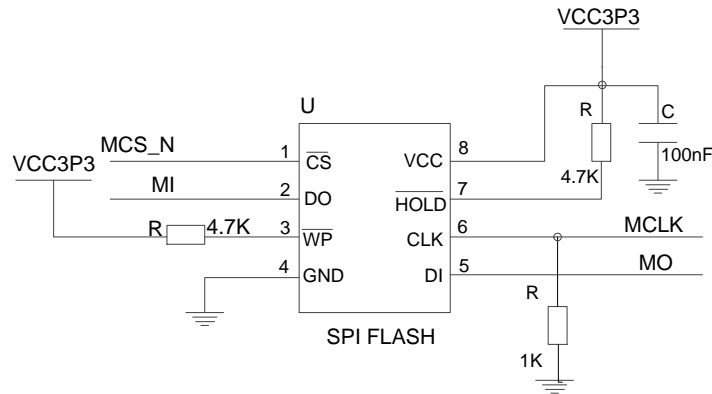 VCC3P3
U
R
C
MCS_N
1
CS
VCC
8
100nF
VCC3P3
4.7K
MI
2
DO
HOLD
7
R
4.7K
3
WP
CLK
6
MCLK
4
GND
DI
5
MO
R
SPI FLASH
1K